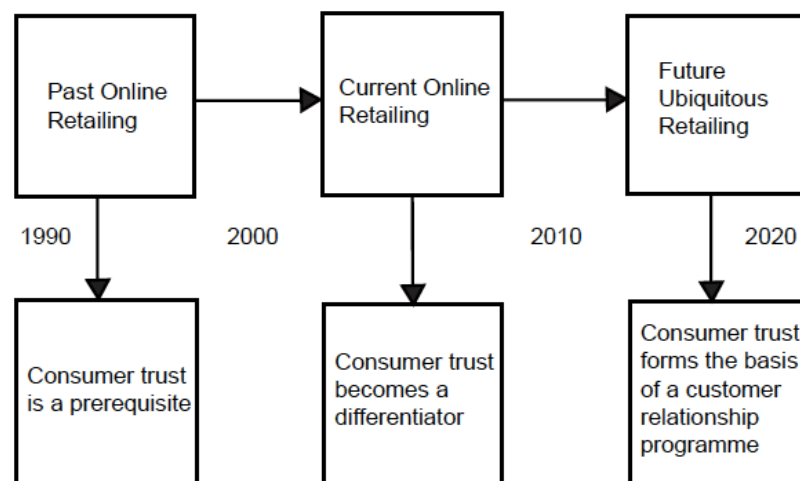 Past Online
Retailing
Current Online
Retailing
Future
Ubiquitous
Retailing
1990
2000
2010
2020
Consumer trust
is a prerequisite
Consumer trust
becomes a
differentiator
Consumer trust
forms the basis
of a customer
relationship
programme